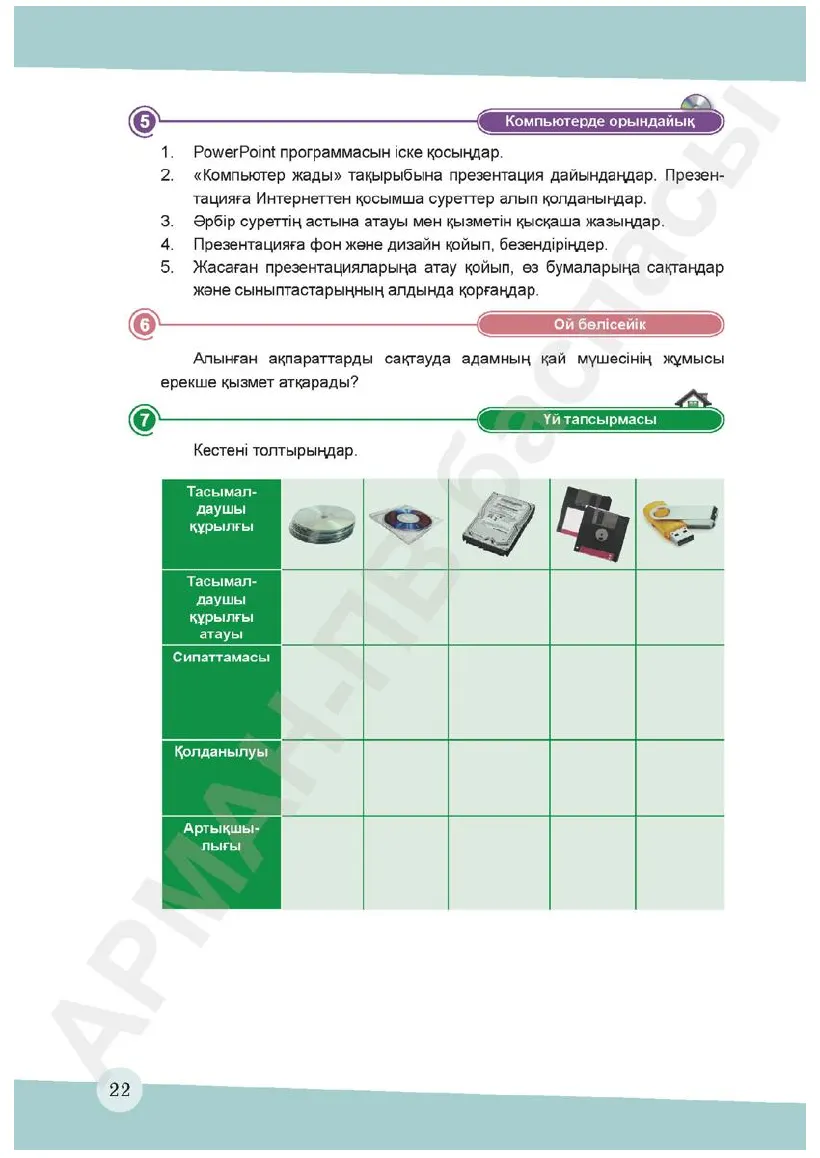 5
Компьютерде орындайық
1. PowerPoint программасын іске қосыңдар.
2. «Компьютер жады» тақырыбына презентация дайындаңдар. Презен-
тацияға Интернеттен қосымша суреттер алып қолданыңдар.
3. Әрбір суреттің астына атауы мен қызметін қысқаша жазыңдар.
4. Презентацияға фон және дизайн қойып, безендіріңдер.
5. Жасаған презентацияларыңа атау қойып, өз бумаларыңа сақтаңдар
және сыныптастарыңның алдында қорғаңдар.
6
Ой бөлісейік
Алынған ақпараттарды сақтауда адамның қай мүшесінің жұмысы
ерекше қызмет атқарады?
7
Үй тапсырмасы
Кестені толтырыңдар.
Тасымал-
даушы
құрылғы
Тасымал-
даушы
құрылғы
атауы
Сипаттамасы
Қолданылуы
Артықшы-
лығы
АРМАН-ПВ баспасы
22